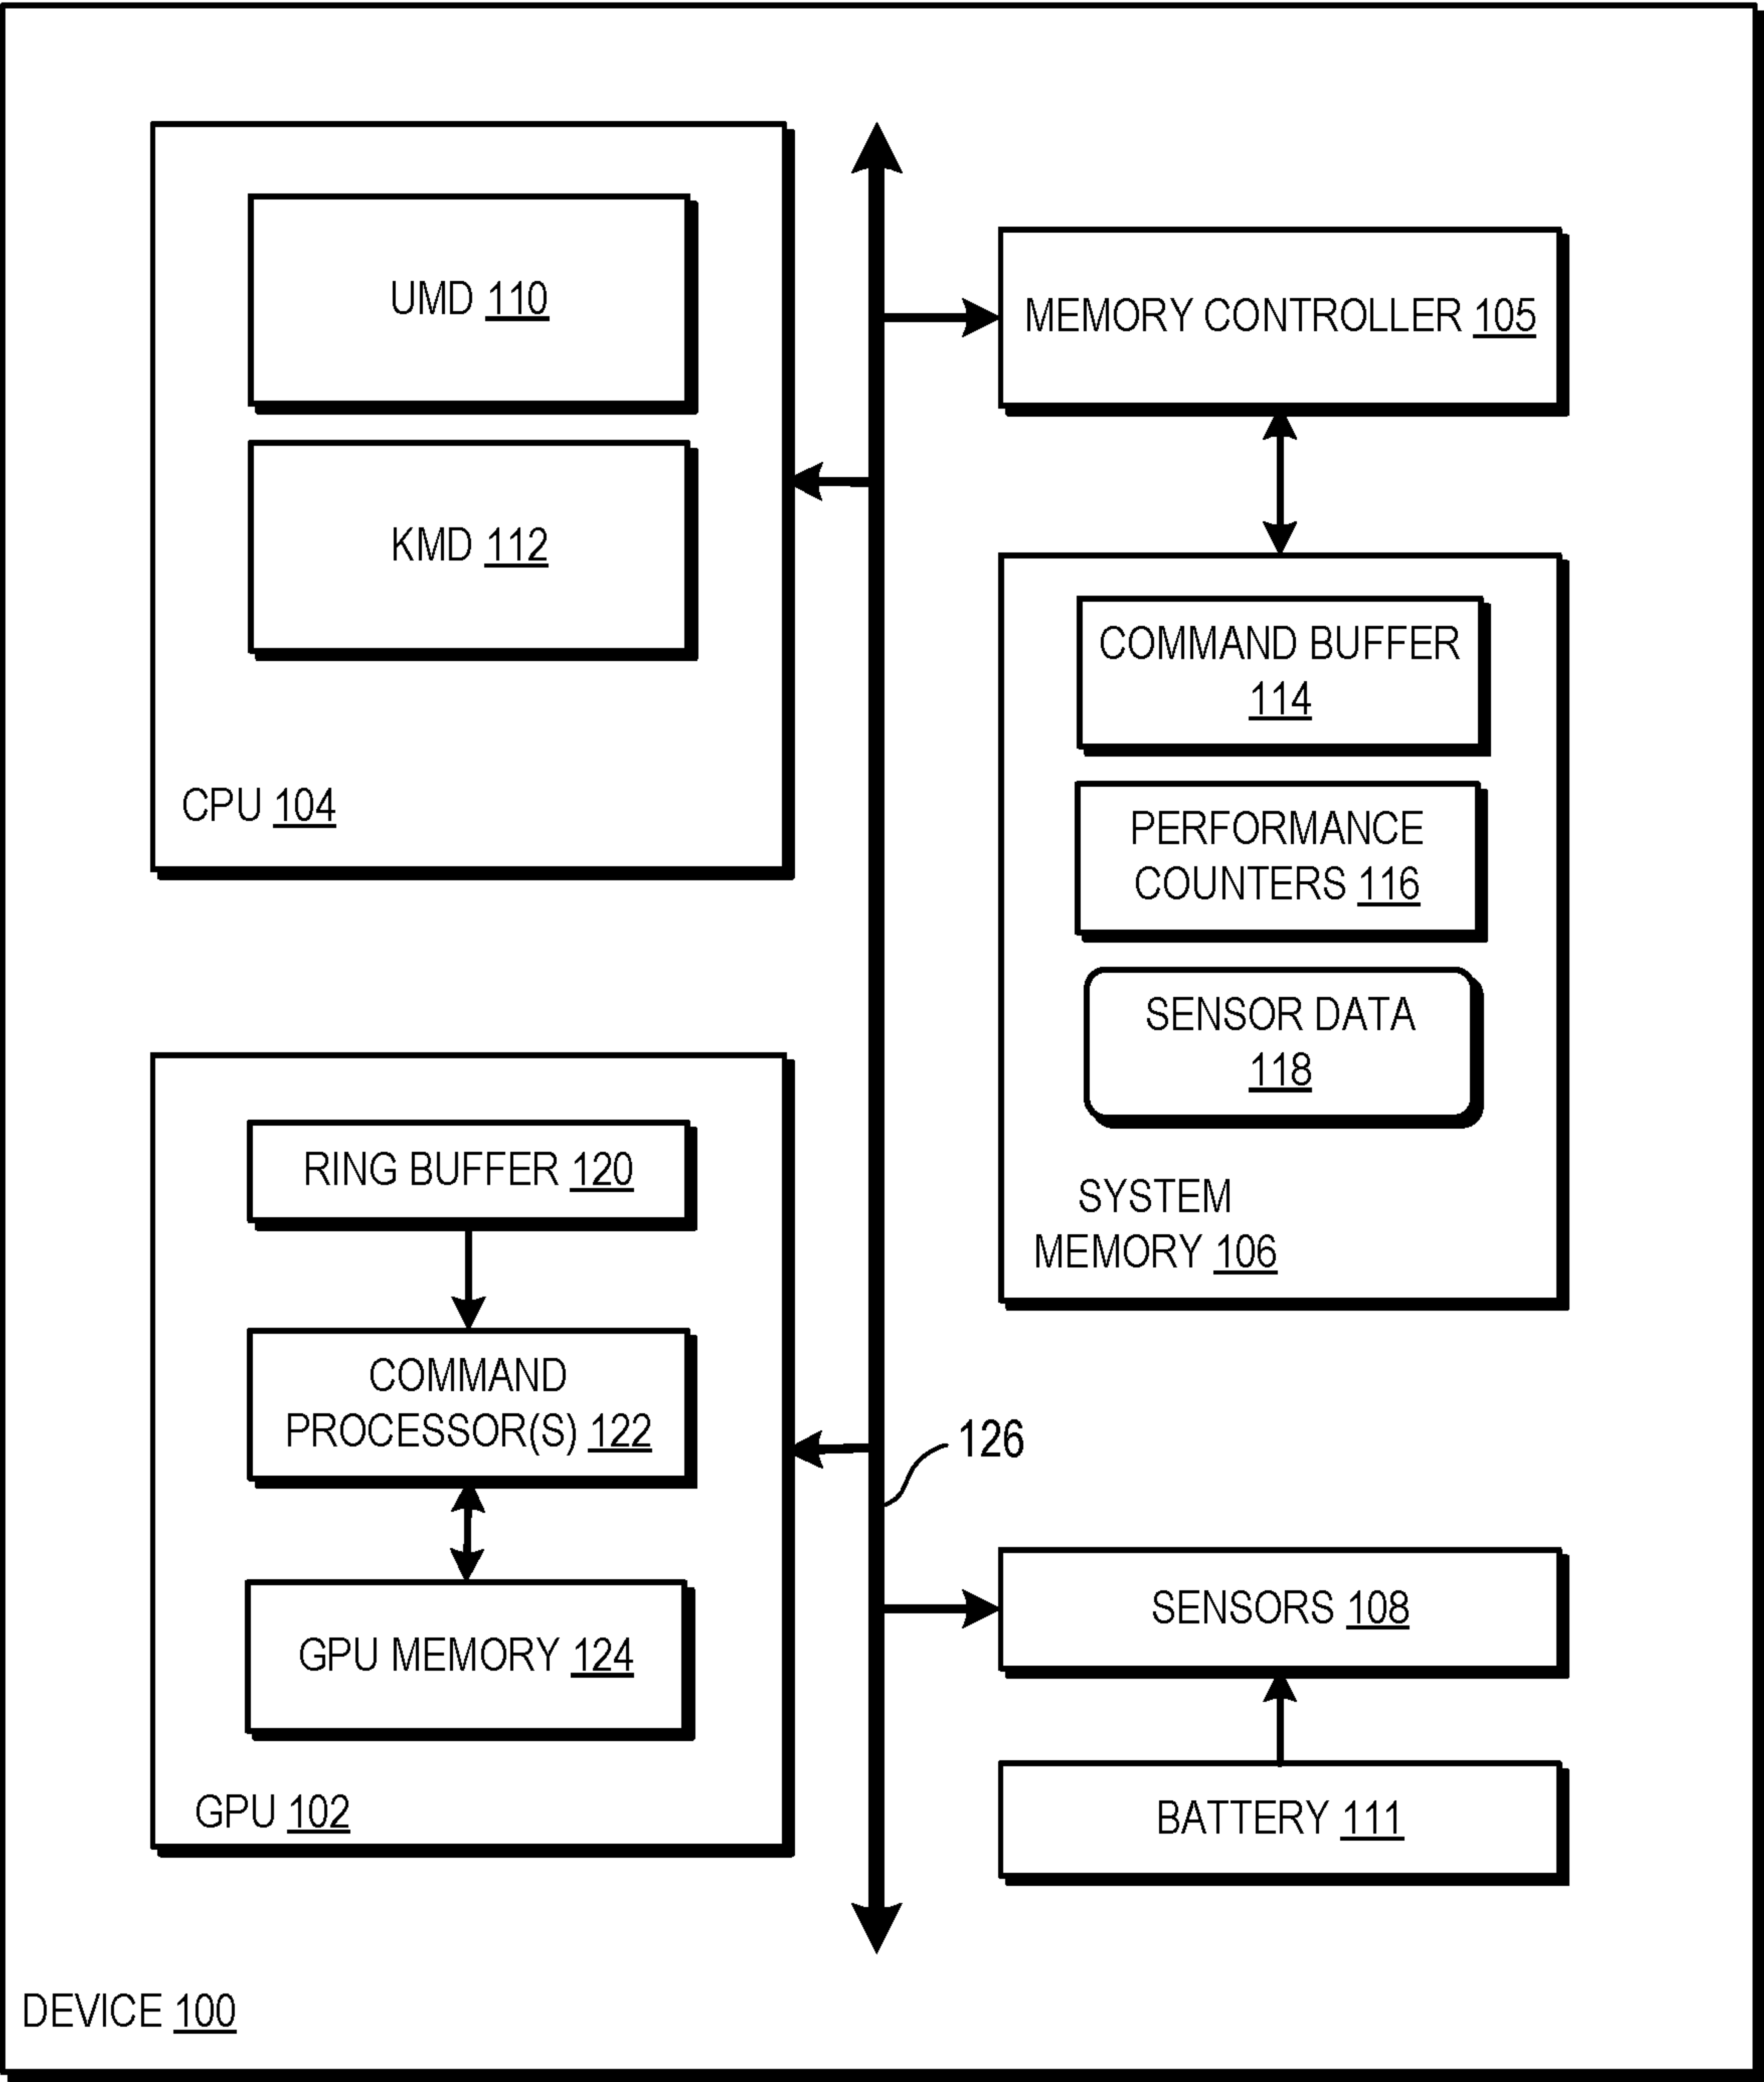 UMD 110
KMD 112
CPU 104
MEMORY CONTROLLER 105
COMMAND BUFFER
114
PERFORMANCE
COUNTERS 116
SENSOR DATA
118
SYSTEM
MEMORY 106
RING BUFFER 120
COMMAND
PROCESSOR(S) 122
GPU MEMORY 124
GPU 102
126
SENSORS 108
BATTERY 111
DEVICE 100